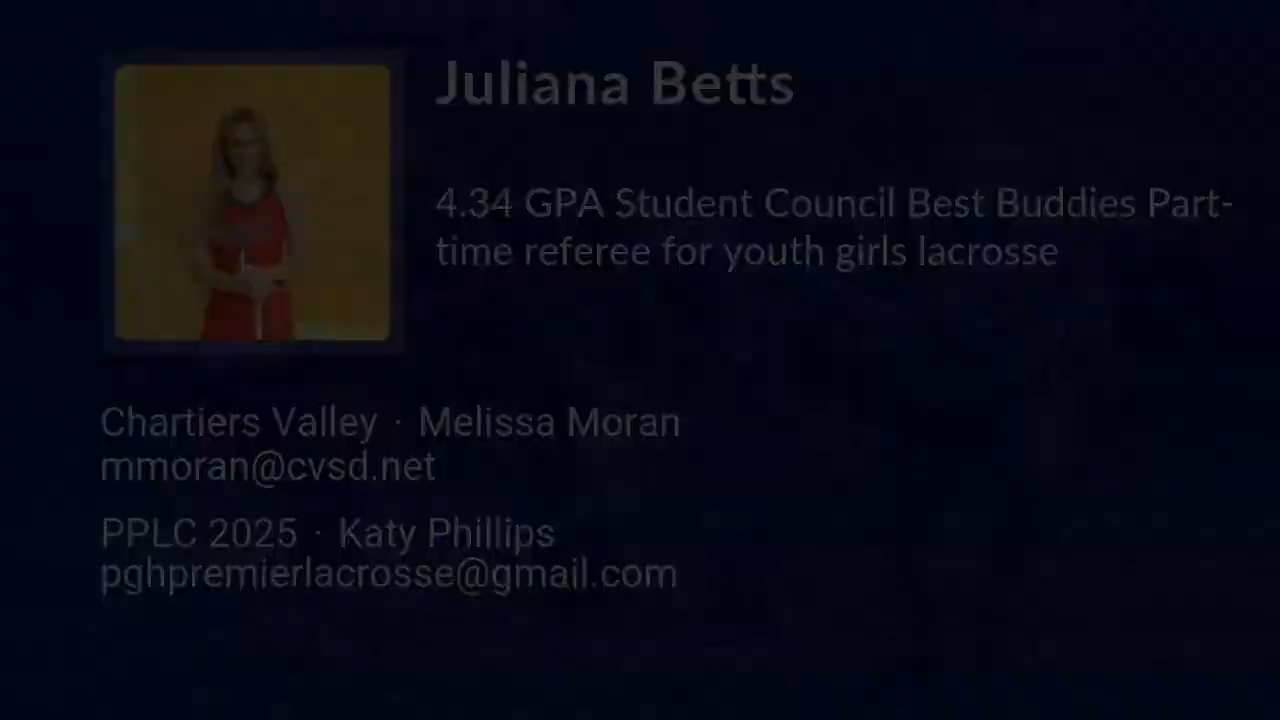 Juliana Betts
4.34 GPA Student Council Best Buddies Part-
time referee for youth girls lacrosse
Chartiers Valley · Melissa Moran
mmoran@cvsd.net
PPLC 2025 · Katy Phillips
pghpremierlacrosse@gmail.com